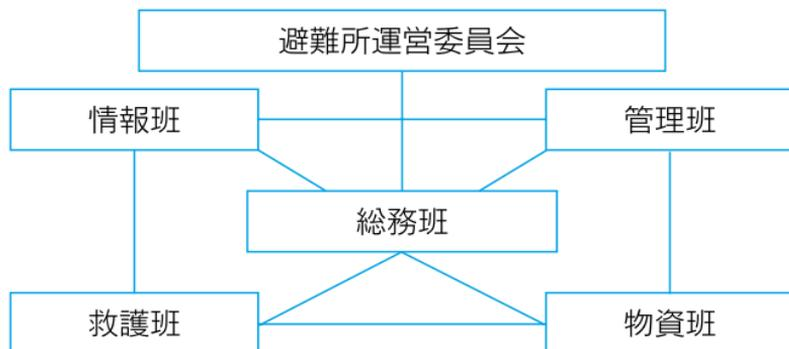 避難所運営委員会
情報班
管理班
総務班
救護班
物資班